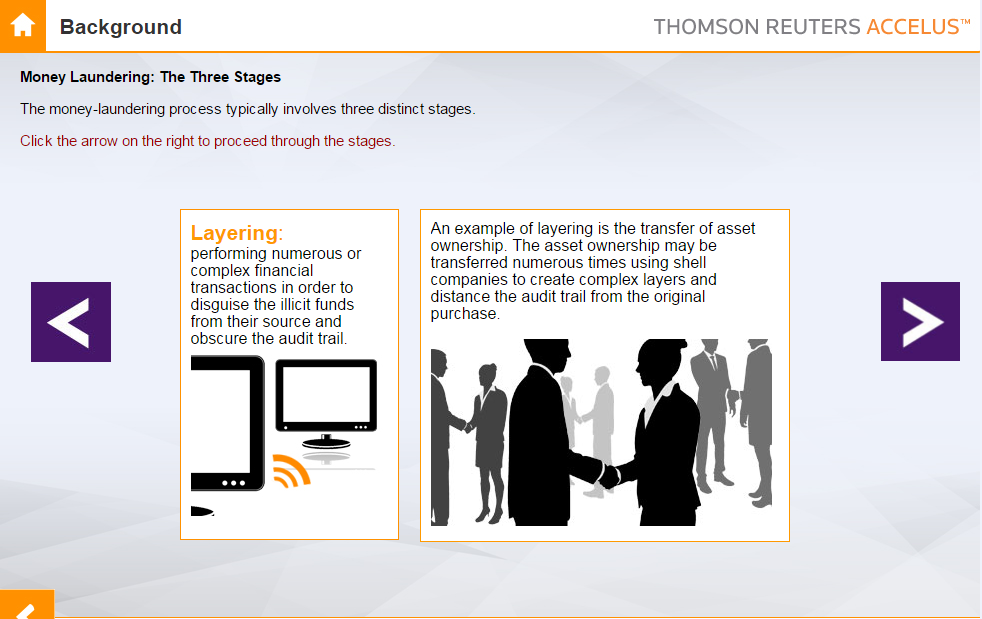 Background
THOMSON REUTERS ACCELUS™
Money Laundering: The Three Stages
The money-laundering process typically involves three distinct stages.
Click the arrow on the right to proceed through the stages.
Layering:
performing numerous or
complex financial
transactions in order to
disguise the illicit funds
from their source and
obscure the audit trail.
An example of layering is the transfer of asset
ownership. The asset ownership may be
transferred numerous times using shell
companies to create complex layers and
distance the audit trail from the original
purchase.